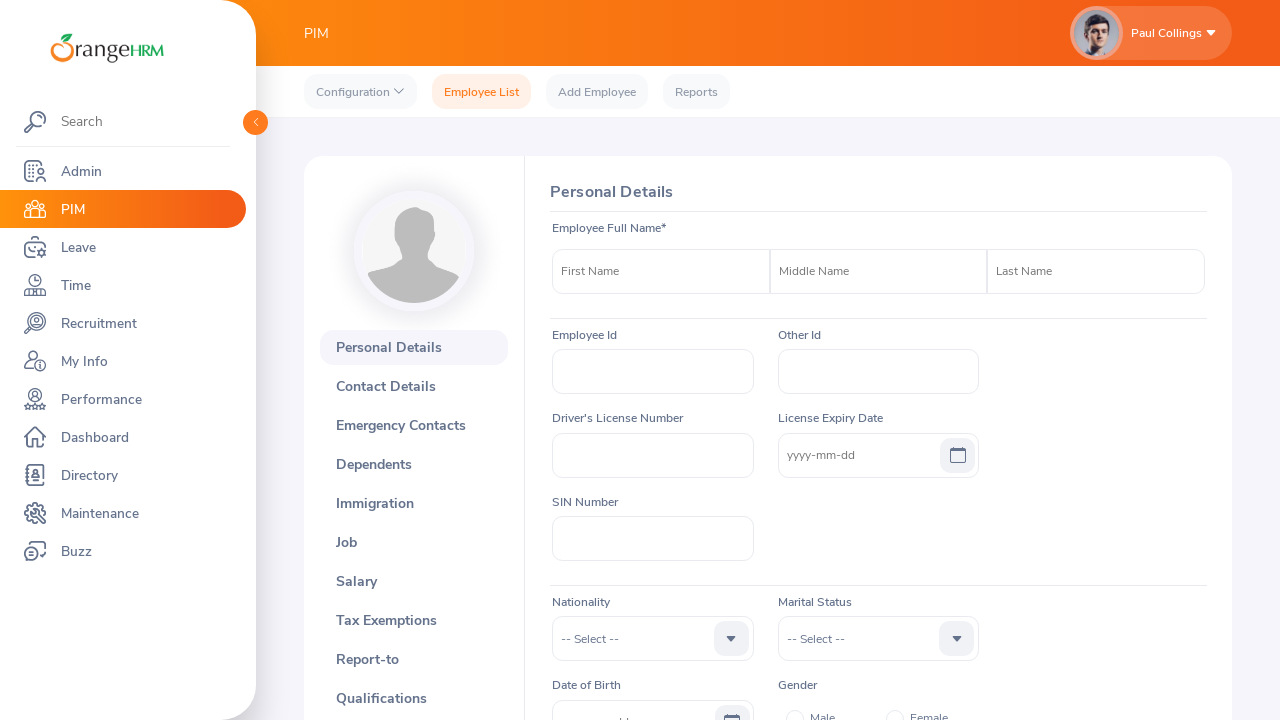 OrangeHRM
Search
Admin
PIM
Leave
Time
Recruitment
My Info
Performance
Dashboard
Directory
Maintenance
Buzz
PIM
Paul Collings
Configuration
Employee List
Add Employee
Reports
Personal Details
Contact Details
Emergency Contacts
Dependents
Immigration
Job
Salary
Tax Exemptions
Report-to
Qualifications
Personal Details
Employee Full Name*
First Name
Middle Name
Last Name
Employee Id
Other Id
Driver's License Number
License Expiry Date
yyyy-mm-dd
SIN Number
Nationality
Marital Status
-- Select --
-- Select --
Date of Birth
Gender
Male
Female